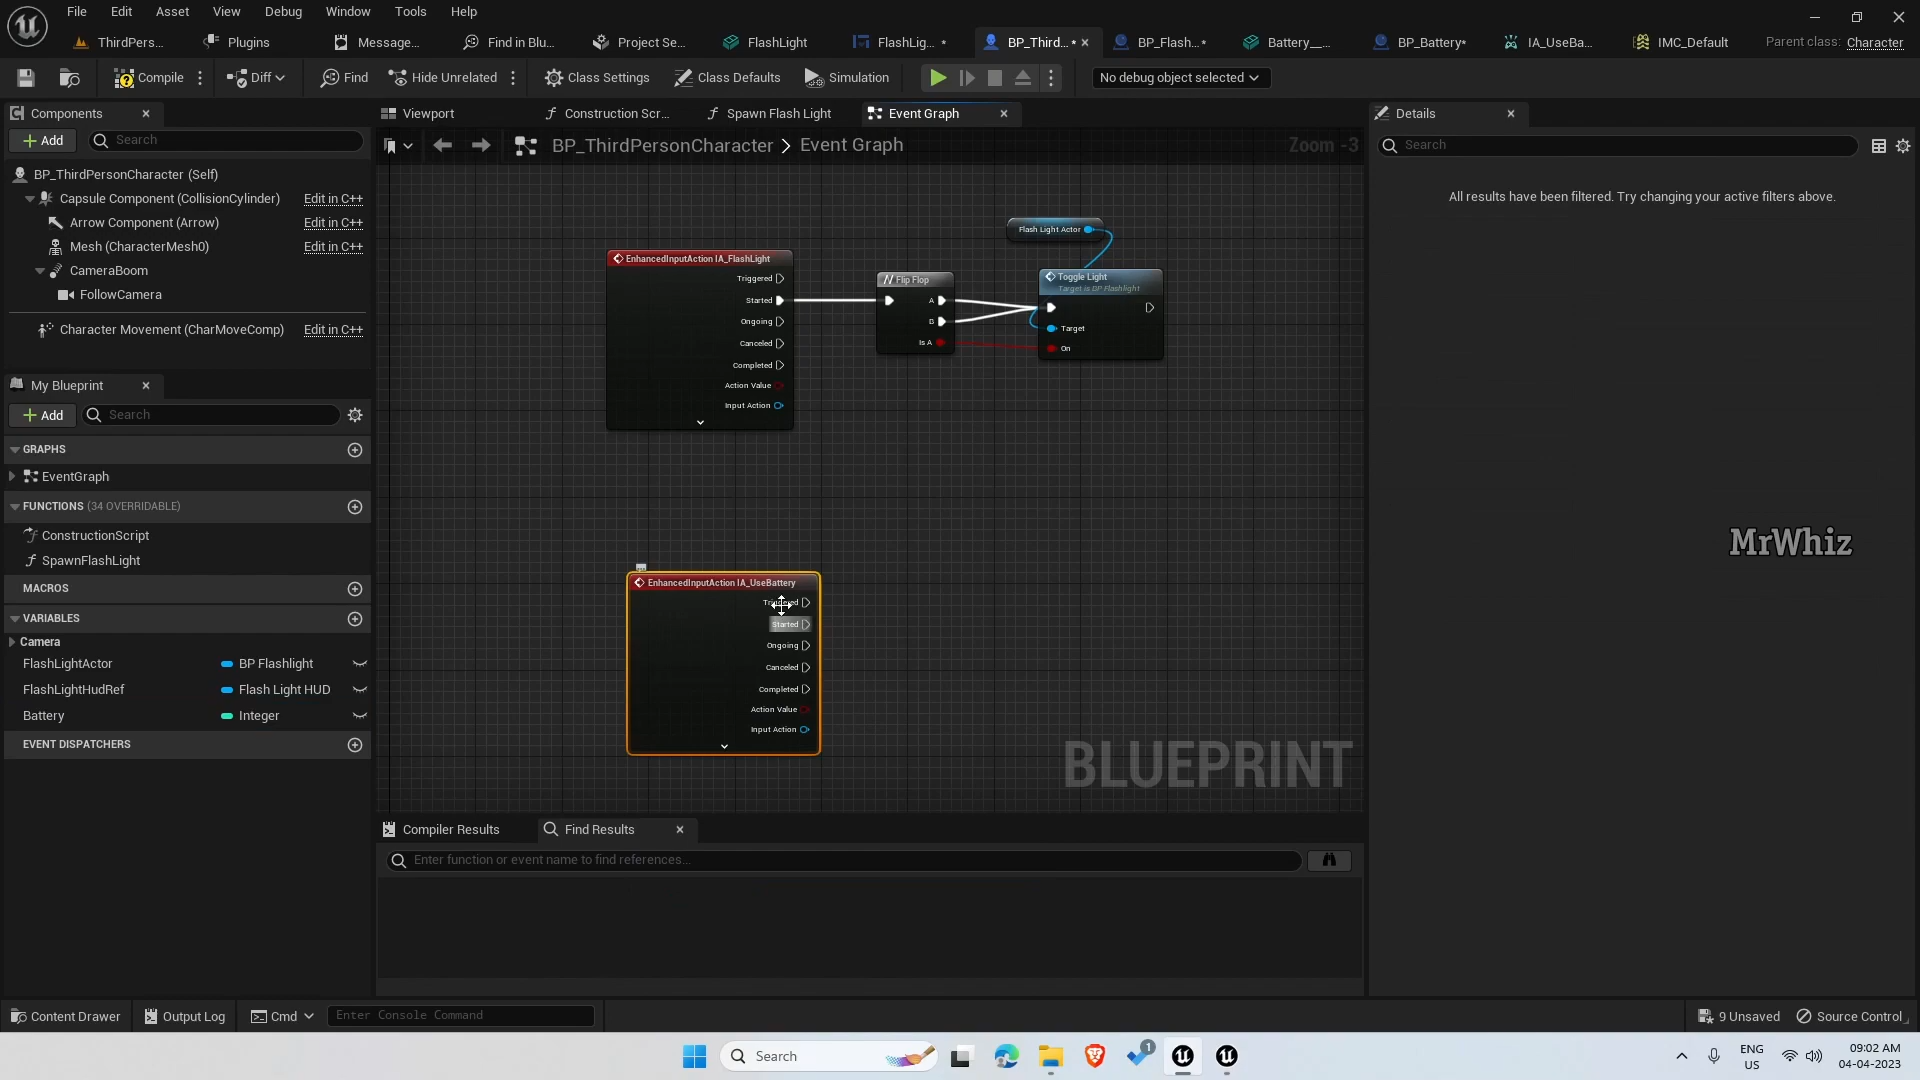 File Edit Asset View Debug Window Tools Help
ThirdPers... Plugins Message... Find in Blu... Project Se... FlashLight FlashLig... * BP_Third... * BP_Flash...* Battery__... BP_Battery* IA_UseBa... IMC_Default Parent class: Character
Compile Diff Find Hide Unrelated Class Settings Class Defaults Simulation No debug object selected
Components
Viewport Construction Scr... Spawn Flash Light Event Graph
Details
Add Search
BP_ThirdPersonCharacter > Event Graph
Zoom -3
Search
BP_ThirdPersonCharacter (Self)
Capsule Component (CollisionCylinder) Edit in C++
Arrow Component (Arrow) Edit in C++
Mesh (CharacterMesh0) Edit in C++
CameraBoom
FollowCamera
Character Movement (CharMoveComp) Edit in C++
All results have been filtered. Try changing your active filters above.
My Blueprint
Add Search
GRAPHS
EventGraph
FUNCTIONS (34 OVERRIDABLE)
ConstructionScript
SpawnFlashLight
MACROS
VARIABLES
Camera
FlashLightActor BP Flashlight
FlashLightHudRef Flash Light HUD
Battery Integer
EVENT DISPATCHERS
EnhancedInputAction IA_FlashLight
Triggered
Started
Ongoing
Canceled
Completed
Action Value
Input Action
Flip Flop
A
B
Is A
Flash Light Actor
Toggle Light
Target is BP Flashlight
Target
On
EnhancedInputAction IA_UseBattery
Triggered
Started
Ongoing
Canceled
Completed
Action Value
Input Action
MrWhiz
BLUEPRINT
Compiler Results Find Results
Enter function or event name to find references...
Content Drawer Output Log Cmd Enter Console Command 9 Unsaved Source Control
Search
1
ENG
US
09:02 AM
04-04-2023